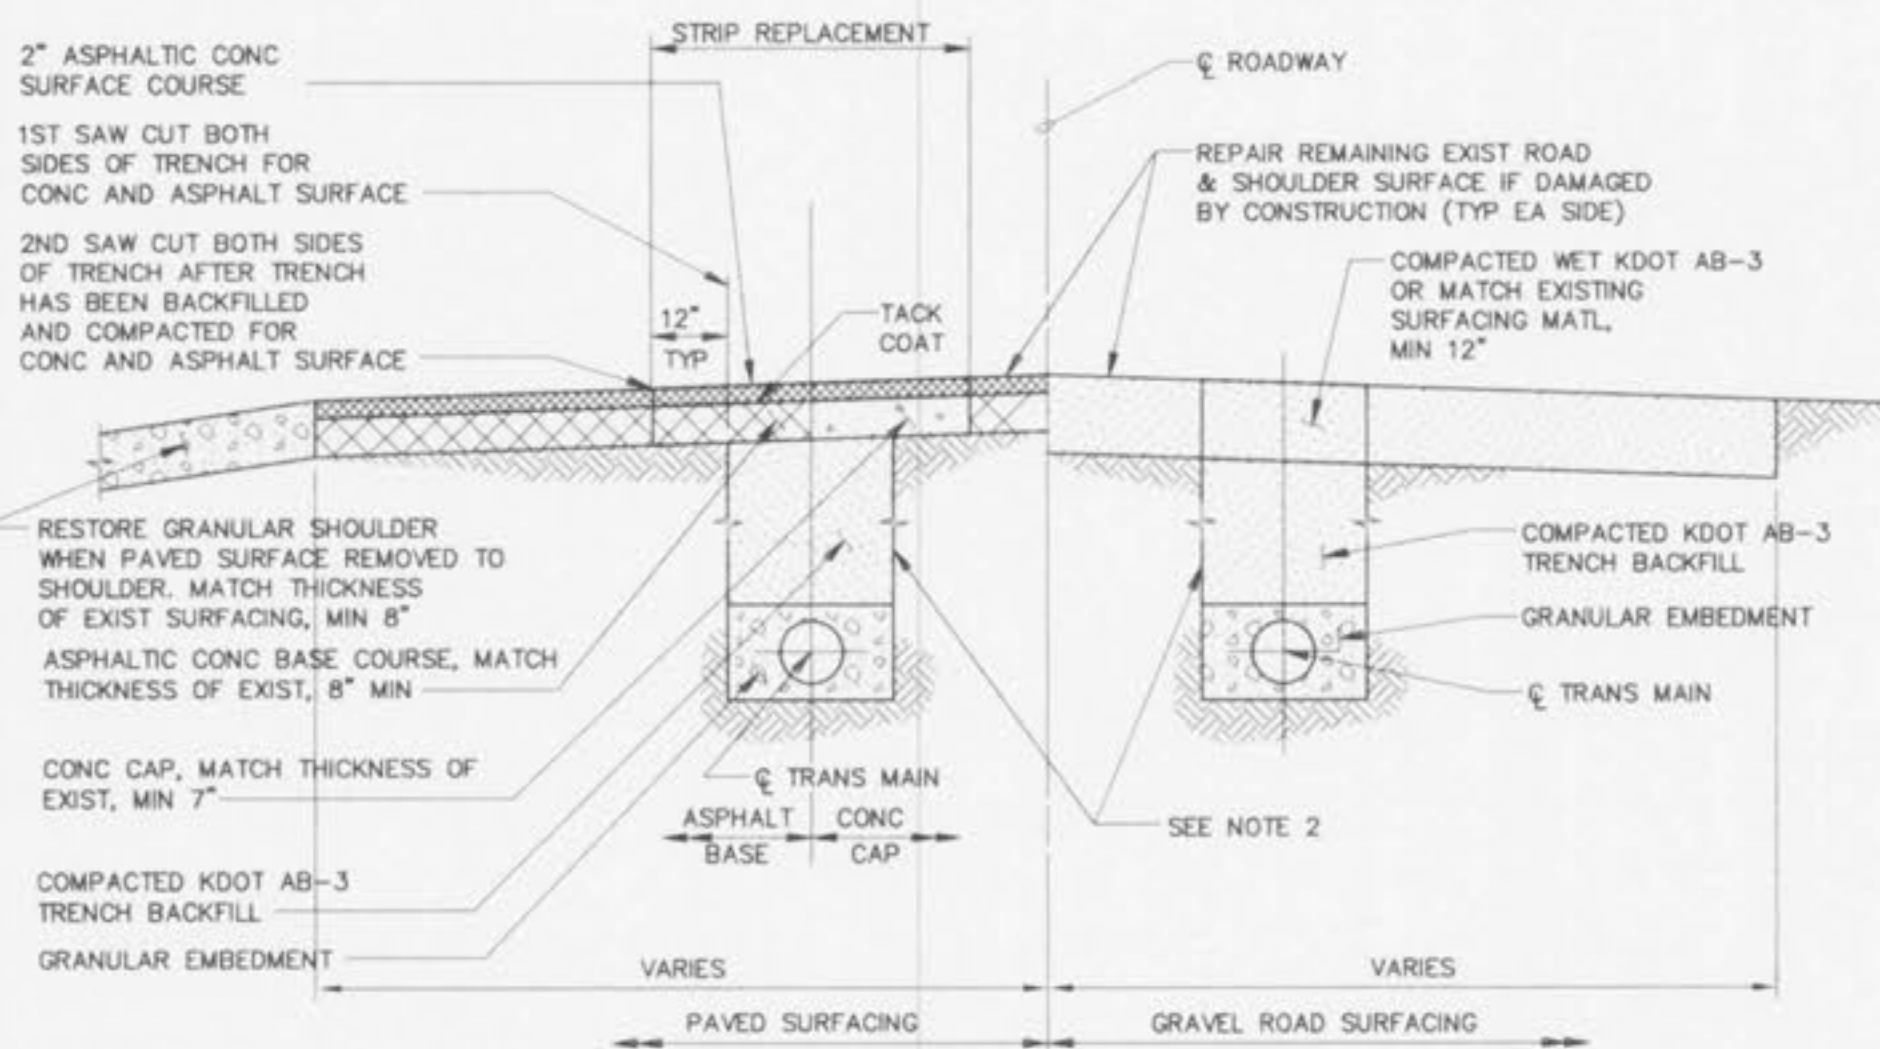 STRIP REPLACEMENT
2" ASPHALTIC CONC
SURFACE COURSE
℄ ROADWAY
1ST SAW CUT BOTH
SIDES OF TRENCH FOR
CONC AND ASPHALT SURFACE
REPAIR REMAINING EXIST ROAD
& SHOULDER SURFACE IF DAMAGED
BY CONSTRUCTION (TYP EA SIDE)
2ND SAW CUT BOTH SIDES
OF TRENCH AFTER TRENCH
HAS BEEN BACKFILLED
AND COMPACTED FOR
CONC AND ASPHALT SURFACE
COMPACTED WET KDOT AB-3
OR MATCH EXISTING
SURFACING MATL,
MIN 12"
12"
TYP
TACK
COAT
RESTORE GRANULAR SHOULDER
WHEN PAVED SURFACE REMOVED TO
SHOULDER. MATCH THICKNESS
OF EXIST SURFACING, MIN 8"
COMPACTED KDOT AB-3
TRENCH BACKFILL
GRANULAR EMBEDMENT
ASPHALTIC CONC BASE COURSE, MATCH
THICKNESS OF EXIST, 8" MIN
℄ TRANS MAIN
CONC CAP, MATCH THICKNESS OF
EXIST, MIN 7"
℄ TRANS MAIN
ASPHALT
BASE
CONC
CAP
SEE NOTE 2
COMPACTED KDOT AB-3
TRENCH BACKFILL
GRANULAR EMBEDMENT
VARIES
VARIES
PAVED SURFACING
GRAVEL ROAD SURFACING